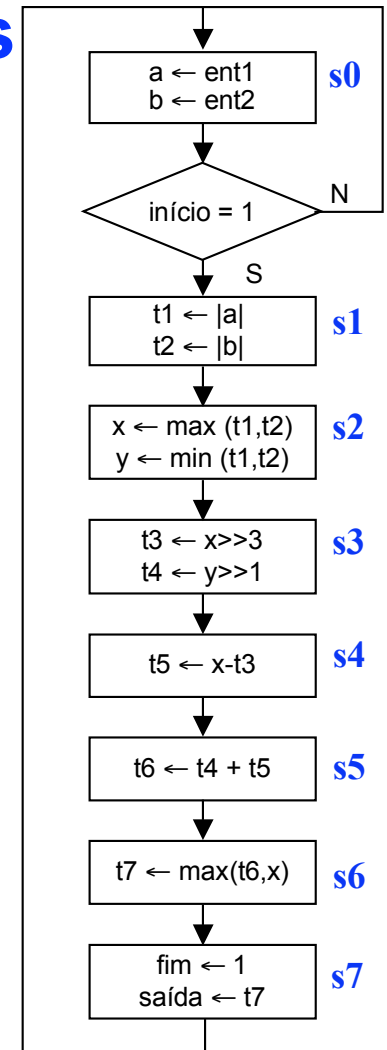 s
a ← ent1
b ← ent2
s0
início = 1
N
S
t1 ← |a|
t2 ← |b|
s1
x ← max (t1,t2)
y ← min (t1,t2)
s2
t3 ← x>>3
t4 ← y>>1
s3
t5 ← x-t3
s4
t6 ← t4 + t5
s5
t7 ← max(t6,x)
s6
fim ← 1
saída ← t7
s7